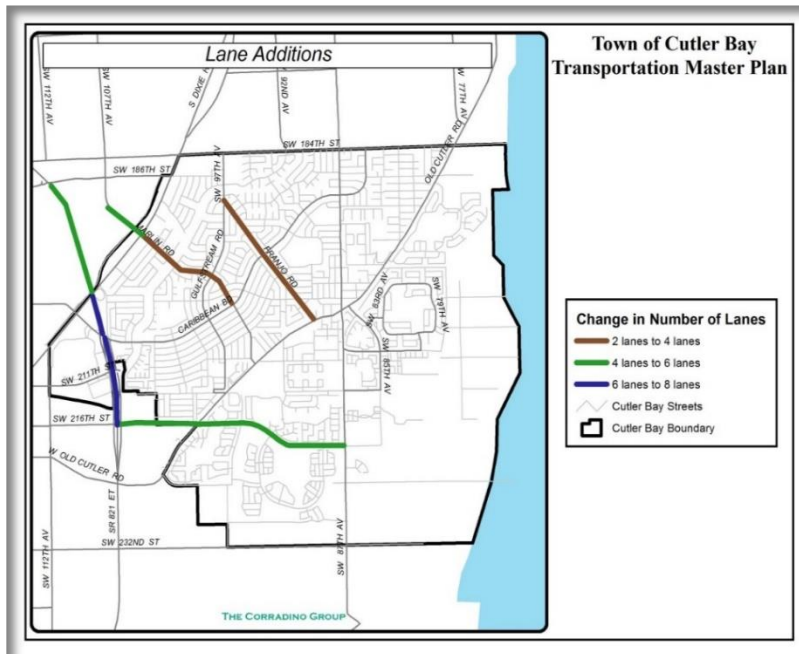 Lane Additions
Town of Cutler Bay
Transportation Master Plan
SW 112TH AV
SW 107TH AV
S DIXIE H
92ND AV
SW 77TH AV
OLD CUTLER RD
SW 184TH ST
SW 186TH ST
SW 97TH AV
MARLIN RD
GULFSTREAM RD
FRANJO RD
CARIBBEAN B
SW 83RD AV
SW 79TH AV
SW 85TH AV
SW 211TH S
SW 216TH ST
W OLD CUTLER RD
SR 821 ET
SW 112TH AV
SW 232ND ST
SW 87TH AV
THE CORRADINO GROUP
Change in Number of Lanes
2 lanes to 4 lanes
4 lanes to 6 lanes
6 lanes to 8 lanes
Cutler Bay Streets
Cutler Bay Boundary